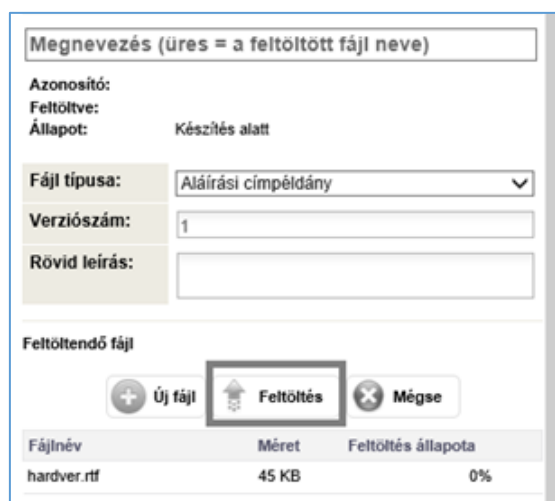 Megnevezés (üres = a feltöltött fájl neve)
Azonosító:
Feltöltve:
Állapot: Készítés alatt
Fájl típusa: Aláírási címpéldány
Verziószám: 1
Rövid leírás:
Feltöltendő fájl
Új fájl Feltöltés Mégse
Fájlnév Méret Feltöltés állapota
hardver.rtf 45 KB 0%